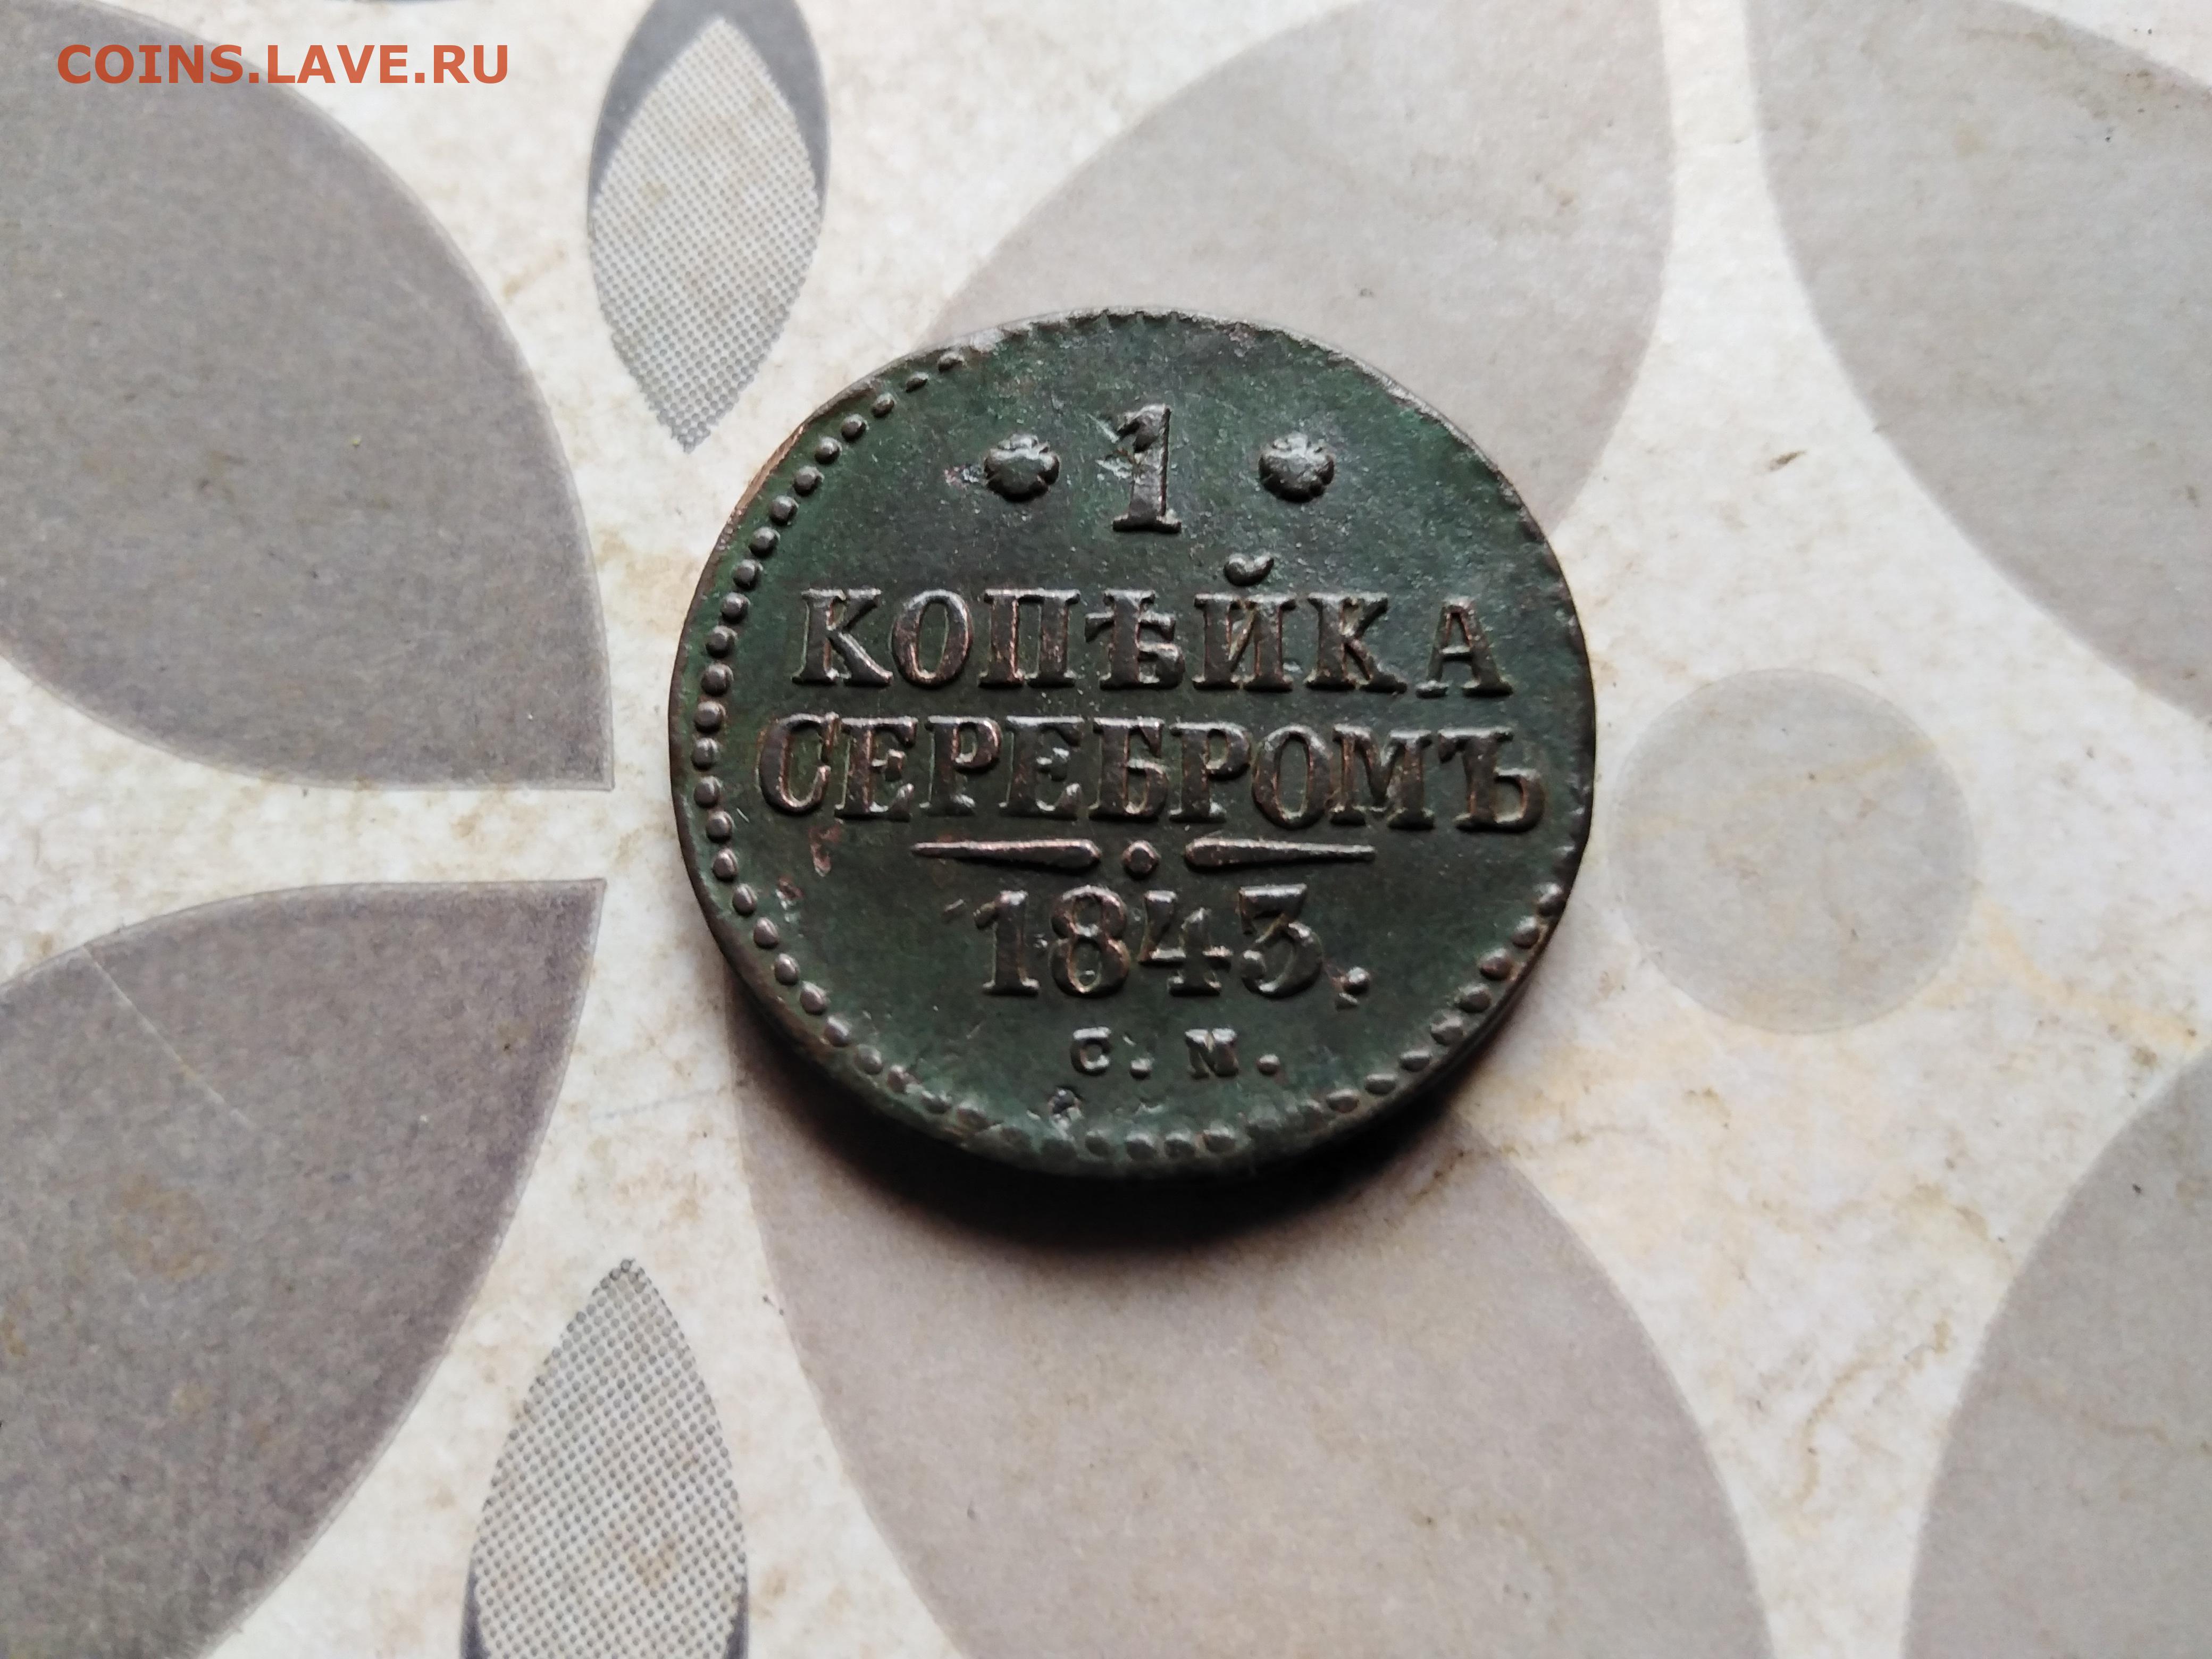 COINS.LAVE.RU
1
КОПѢЙКА
СЕРЕБРОМЪ
1843.
С. М.